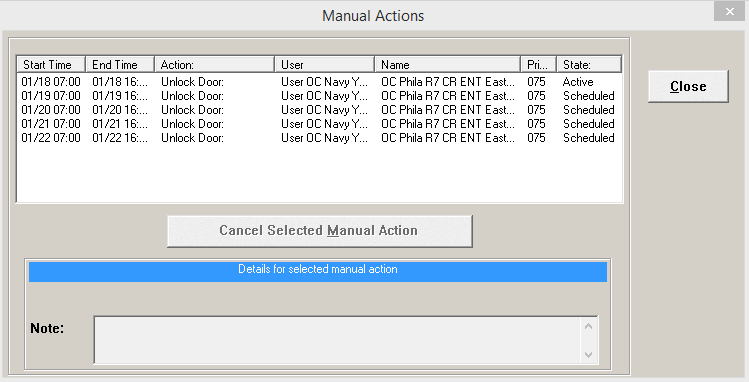 Manual Actions
Start Time End Time Action: User Name Pri... State:
01/18 07:00 01/18 16:... Unlock Door: User OC Navy Y... OC Phila R7 CR ENT East... 075 Active
01/19 07:00 01/19 16:... Unlock Door: User OC Navy Y... OC Phila R7 CR ENT East... 075 Scheduled
01/20 07:00 01/20 16:... Unlock Door: User OC Navy Y... OC Phila R7 CR ENT East... 075 Scheduled
01/21 07:00 01/21 16:... Unlock Door: User OC Navy Y... OC Phila R7 CR ENT East... 075 Scheduled
01/22 07:00 01/22 16:... Unlock Door: User OC Navy Y... OC Phila R7 CR ENT East... 075 Scheduled
Close
Cancel Selected Manual Action
Details for selected manual action
Note: